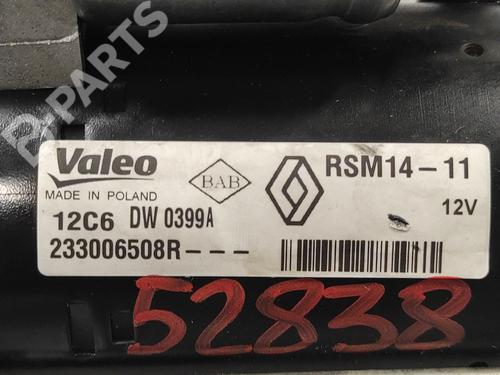 B-PARTS
Valeo
MADE IN POLAND
BAB
RSM14-11
12V
12C6 DW 0399A
233006508R---
52838